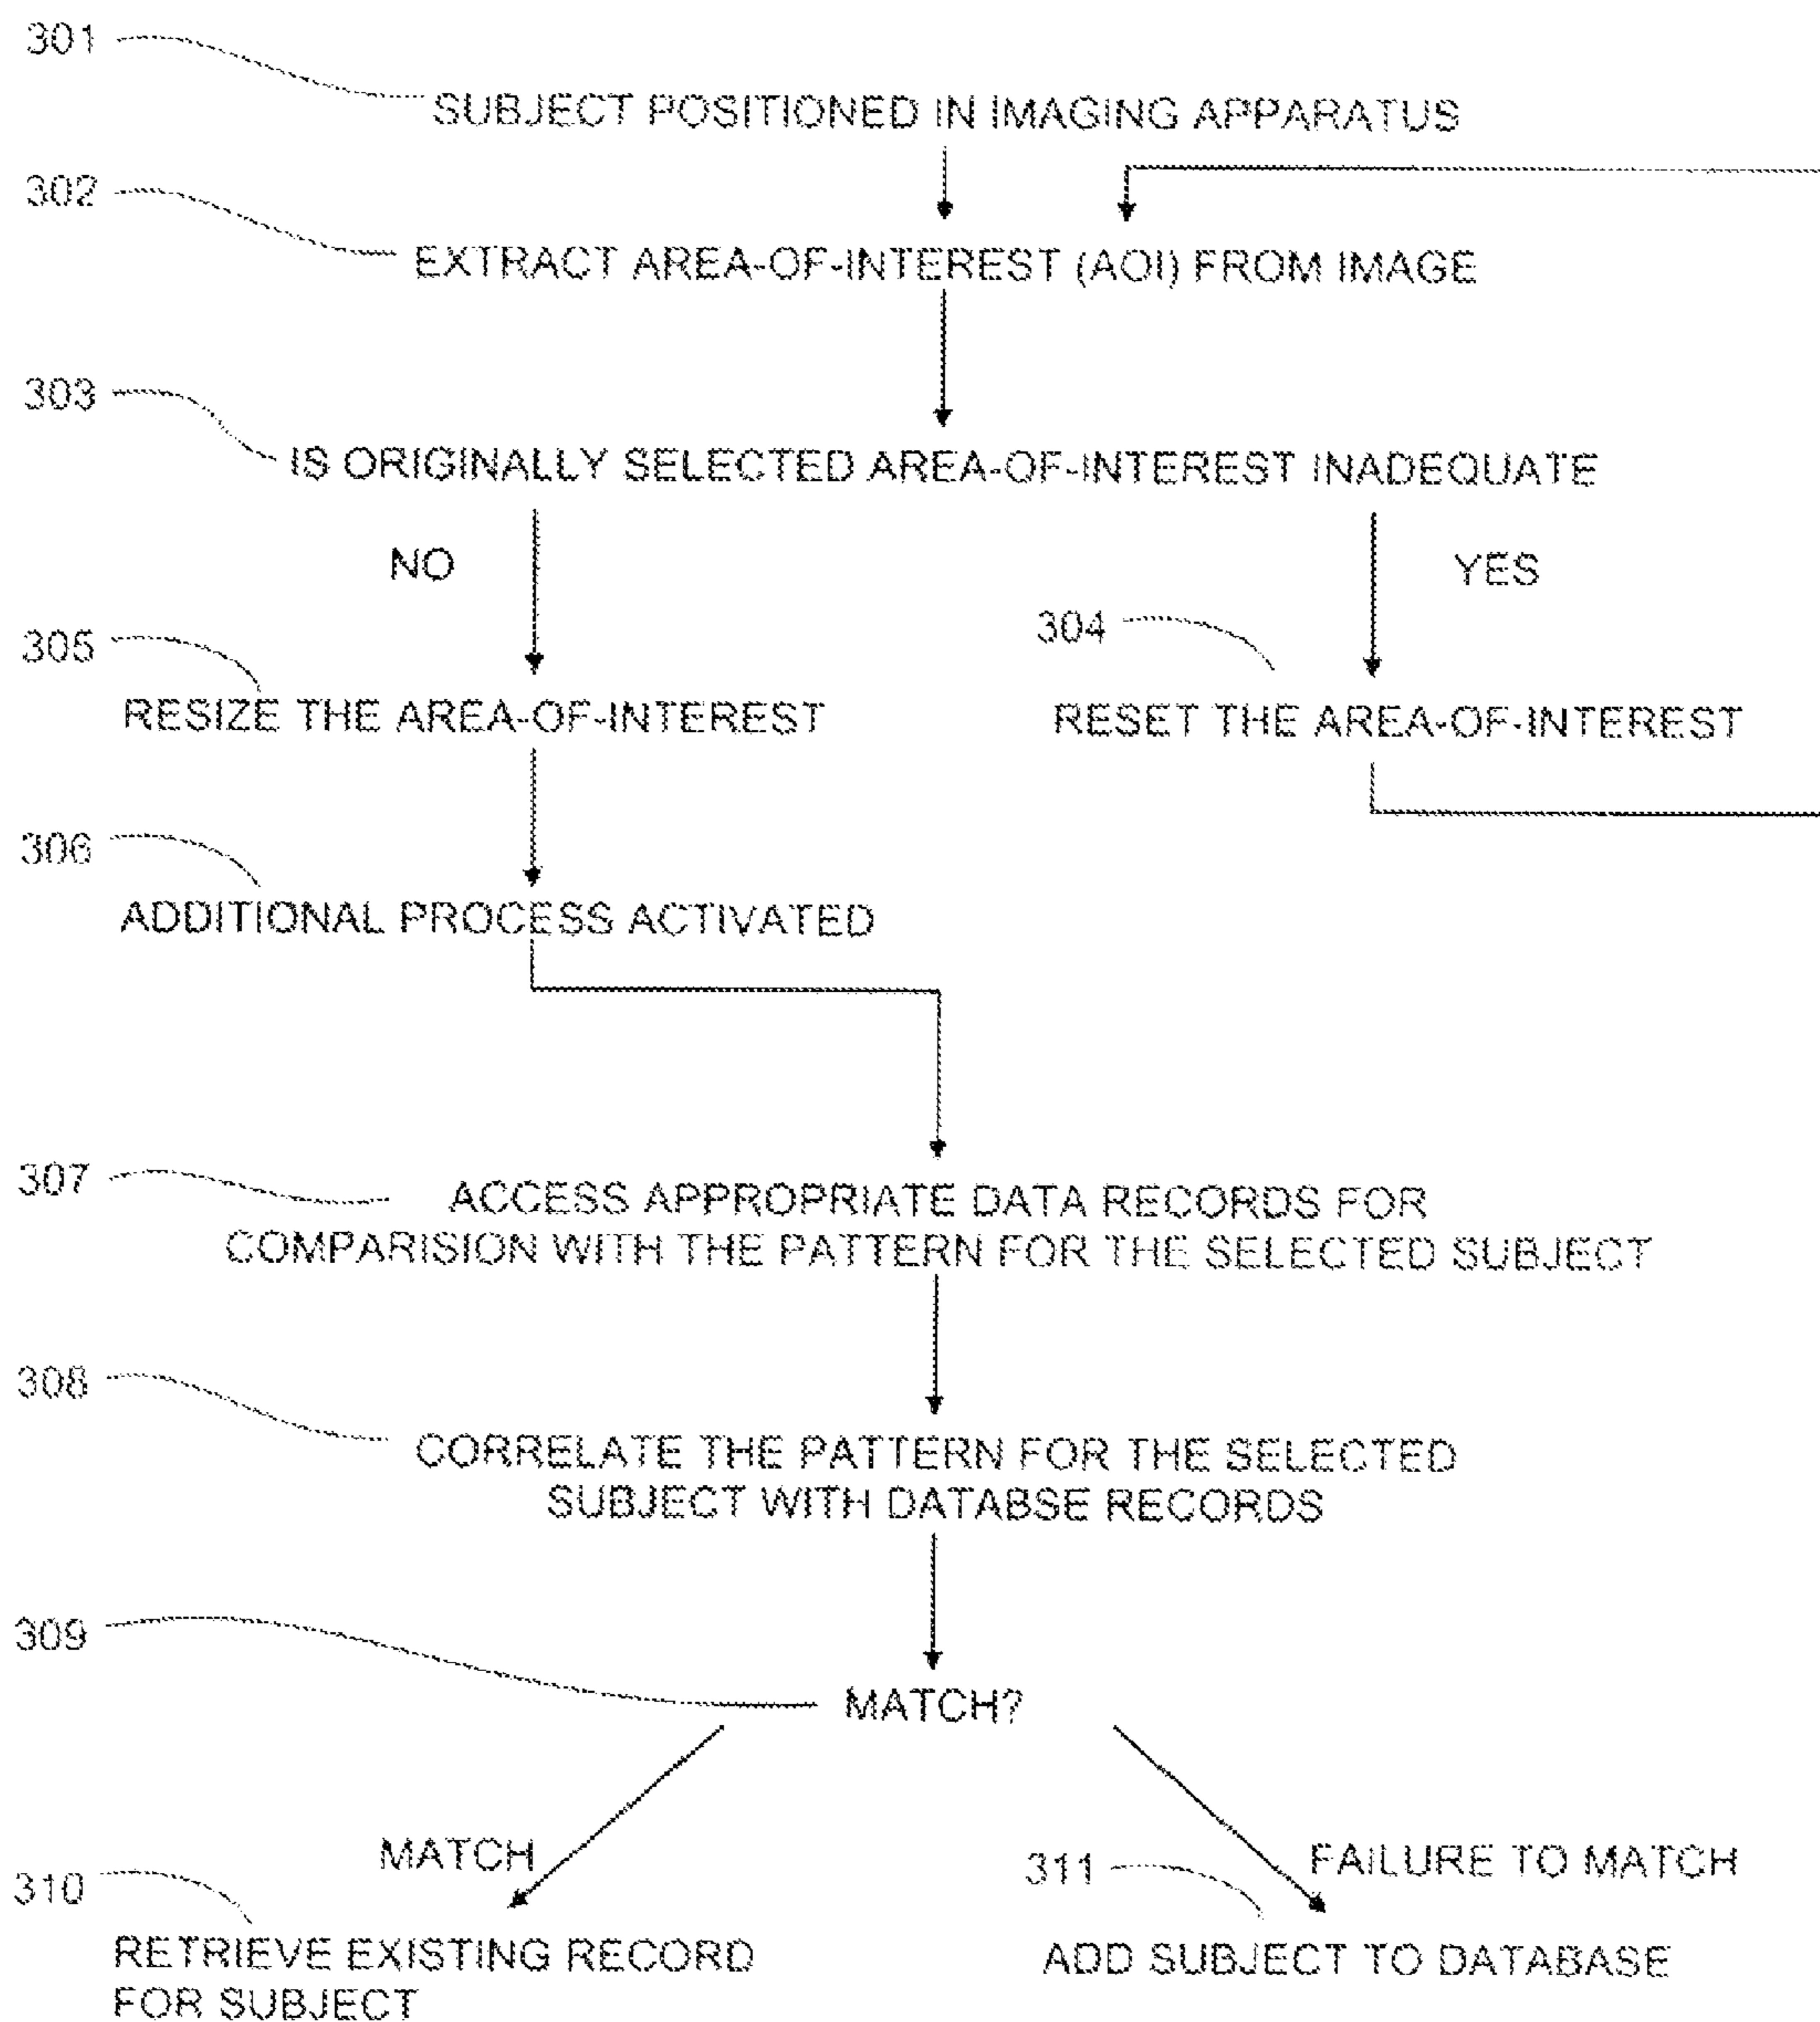 301
SUBJECT POSITIONED IN IMAGING APPARATUS
302
EXTRACT AREA-OF-INTEREST (AOI) FROM IMAGE
303
IS ORIGINALLY SELECTED AREA-OF-INTEREST INADEQUATE
NO
YES
304
305
RESIZE THE AREA-OF-INTEREST
RESET THE AREA-OF-INTEREST
306
ADDITIONAL PROCESS ACTIVATED
307
ACCESS APPROPRIATE DATA RECORDS FOR
COMPARISION WITH THE PATTERN FOR THE SELECTED SUBJECT
308
CORRELATE THE PATTERN FOR THE SELECTED
SUBJECT WITH DATABSE RECORDS
309
MATCH?
MATCH
FAILURE TO MATCH
310
311
RETRIEVE EXISTING RECORD
FOR SUBJECT
ADD SUBJECT TO DATABASE